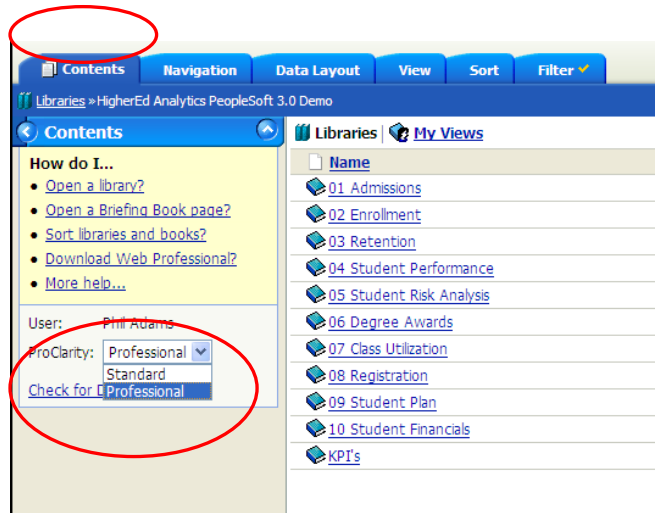 Contents Navigation Data Layout View Sort Filter
Libraries » HigherEd Analytics PeopleSoft 3.0 Demo
Contents
How do I...
Open a library?
Open a Briefing Book page?
Sort libraries and books?
Download Web Professional?
More help...
User: Phil Adams
ProClarity: Professional
Standard
Professional
Check for
Libraries | My Views
Name
01 Admissions
02 Enrollment
03 Retention
04 Student Performance
05 Student Risk Analysis
06 Degree Awards
07 Class Utilization
08 Registration
09 Student Plan
10 Student Financials
KPI's